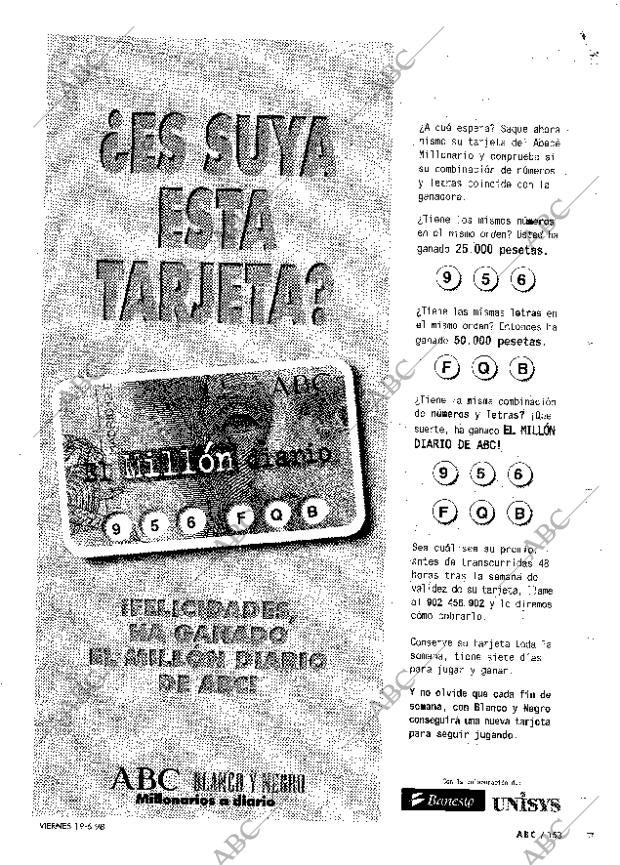 ¿ES SUYA
ESTA
TARJETA?
ABC
El Millón diario
9 5 6 F Q B
¡FELICIDADES,
HA GANADO
EL MILLÓN DIARIO
DE ABC!
ABC BLANCO Y NEGRO
Millonarios a diario
¿A qué espera? Saque ahora
mismo su tarjeta del Abecé
Millonario y compruebe si
su combinación de números
y letras coincide con la
ganadora.
¿Tiene los mismos números
en el mismo orden? Usted ha
ganado 25.000 pesetas.
9 5 6
¿Tiene las mismas letras en
el mismo orden? Entonces ha
ganado 50.000 pesetas.
F Q B
¿Tiene la misma combinación
de números y letras? ¡Qué
suerte, ha ganado EL MILLÓN
DIARIO DE ABC!
9 5 6
F Q B
Sea cuál sea su premio,
antes de transcurridas 48
horas tras la semana de
validez de su tarjeta, llame
al 902 456.902 y le diremos
cómo cobrarlo.
Conserve su tarjeta toda la
semana, tiene siete días
para jugar y ganar.
Y no olvide que cada fin de
semana, con Blanco y Negro
conseguirá una nueva tarjeta
para seguir jugando.
Con la colaboración de:
Banesto UNISYS
VIERNES 19-6-98
ABC / 153